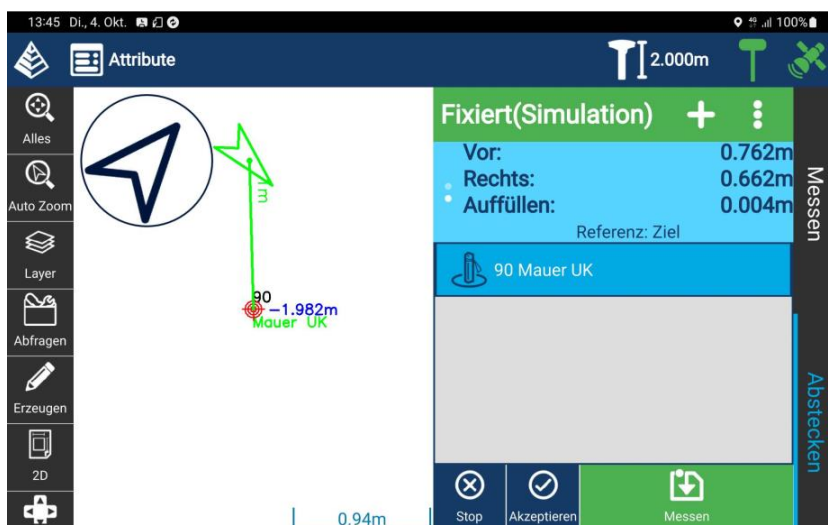 13:45 Di., 4. Okt. 100%
Attribute 2.000m
Alles
Auto Zoom
Layer
Abfragen
Erzeugen
2D
90
-1.982m
Mauer UK
0.94m
Fixiert(Simulation)
Vor: 0.762m
Rechts: 0.662m
Auffüllen: 0.004m
Referenz: Ziel
90 Mauer UK
Stop
Akzeptieren
Messen
Messen
Abstecken